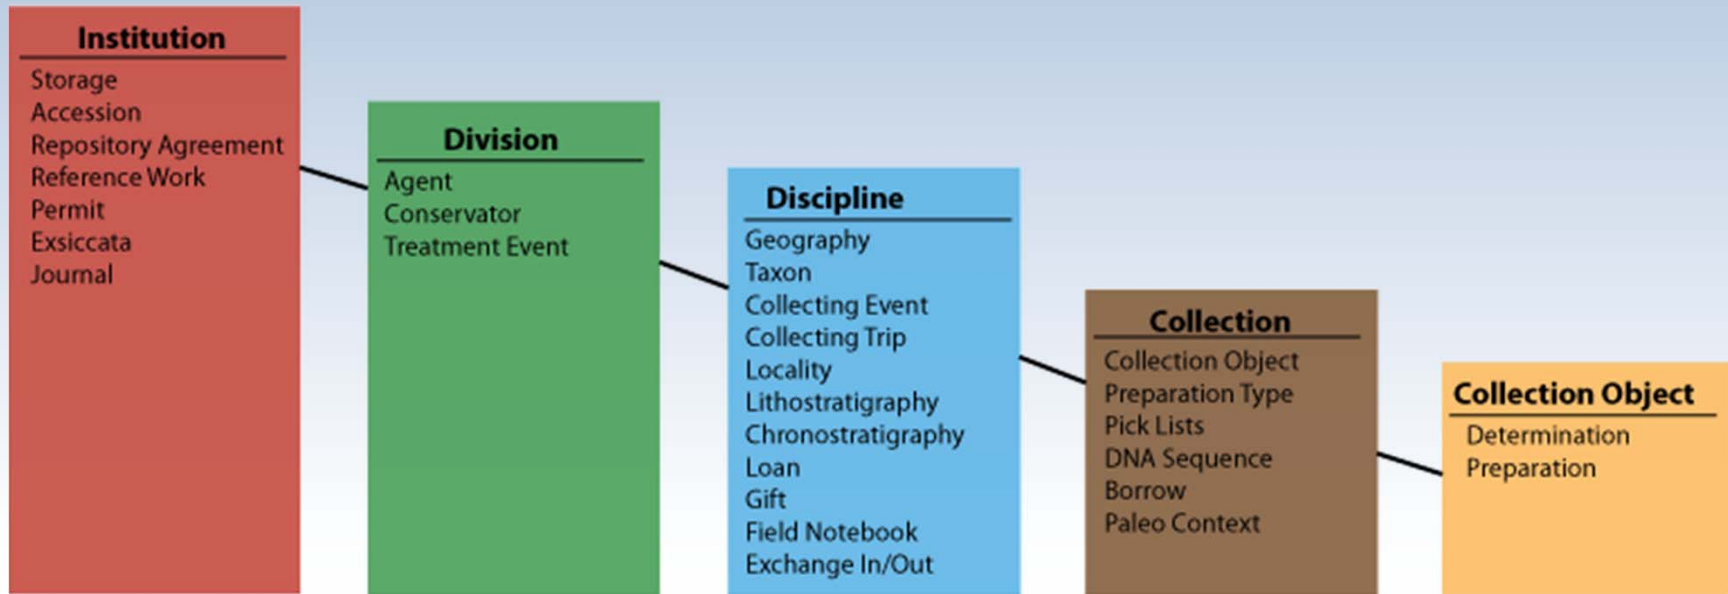 Institution
Storage
Accession
Repository Agreement
Reference Work
Permit
Exsiccata
Journal
Division
Agent
Conservator
Treatment Event
Discipline
Geography
Taxon
Collecting Event
Collecting Trip
Locality
Lithostratigraphy
Chronostratigraphy
Loan
Gift
Field Notebook
Exchange In/Out
Collection
Collection Object
Preparation Type
Pick Lists
DNA Sequence
Borrow
Paleo Context
Collection Object
Determination
Preparation